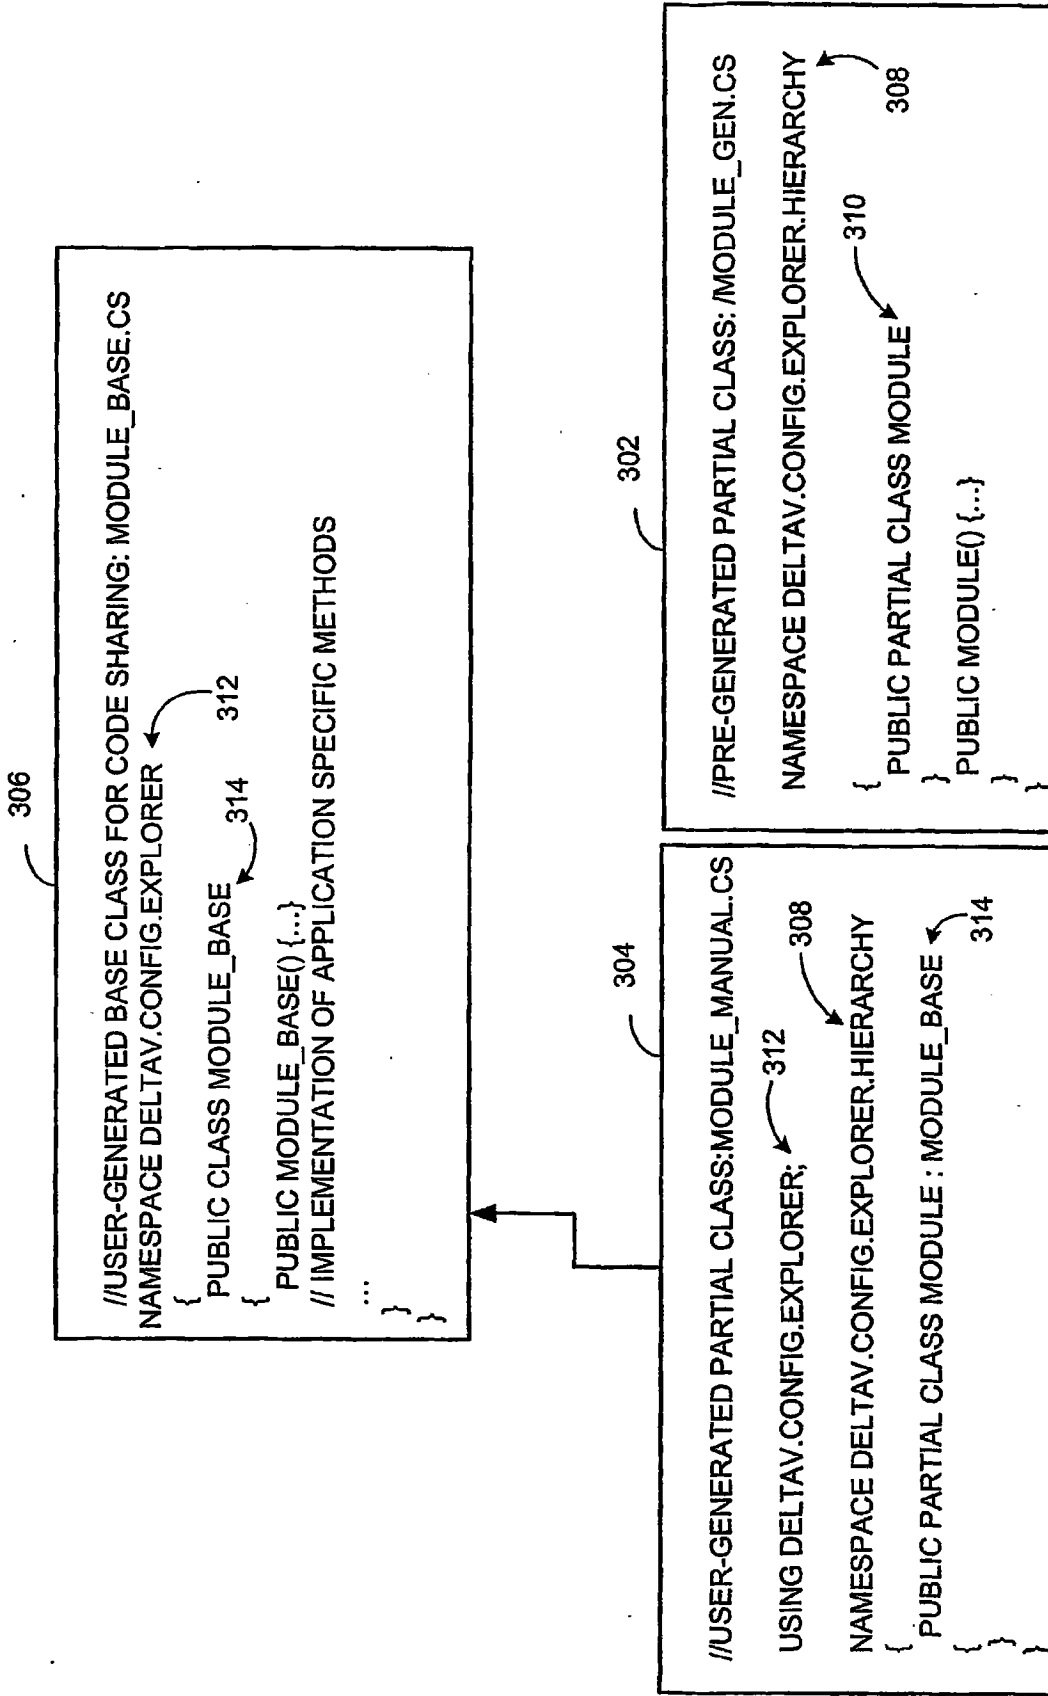 306
//USER-GENERATED BASE CLASS FOR CODE SHARING: MODULE_BASE.CS
NAMESPACE DELTAV.CONFIG.EXPLORER
312
{
PUBLIC CLASS MODULE_BASE
314
{
PUBLIC MODULE_BASE() {...}
// IMPLEMENTATION OF APPLICATION SPECIFIC METHODS
...
}
}
304
//USER-GENERATED PARTIAL CLASS:MODULE_MANUAL.CS
USING DELTAV.CONFIG.EXPLORER;
312
308
NAMESPACE DELTAV.CONFIG.EXPLORER.HIERARCHY
{
PUBLIC PARTIAL CLASS MODULE : MODULE_BASE
314
{
}
}
302
//PRE-GENERATED PARTIAL CLASS: /MODULE_GEN.CS
NAMESPACE DELTAV.CONFIG.EXPLORER.HIERARCHY
308
310
{
PUBLIC PARTIAL CLASS MODULE
}
PUBLIC MODULE() {...}
}
}